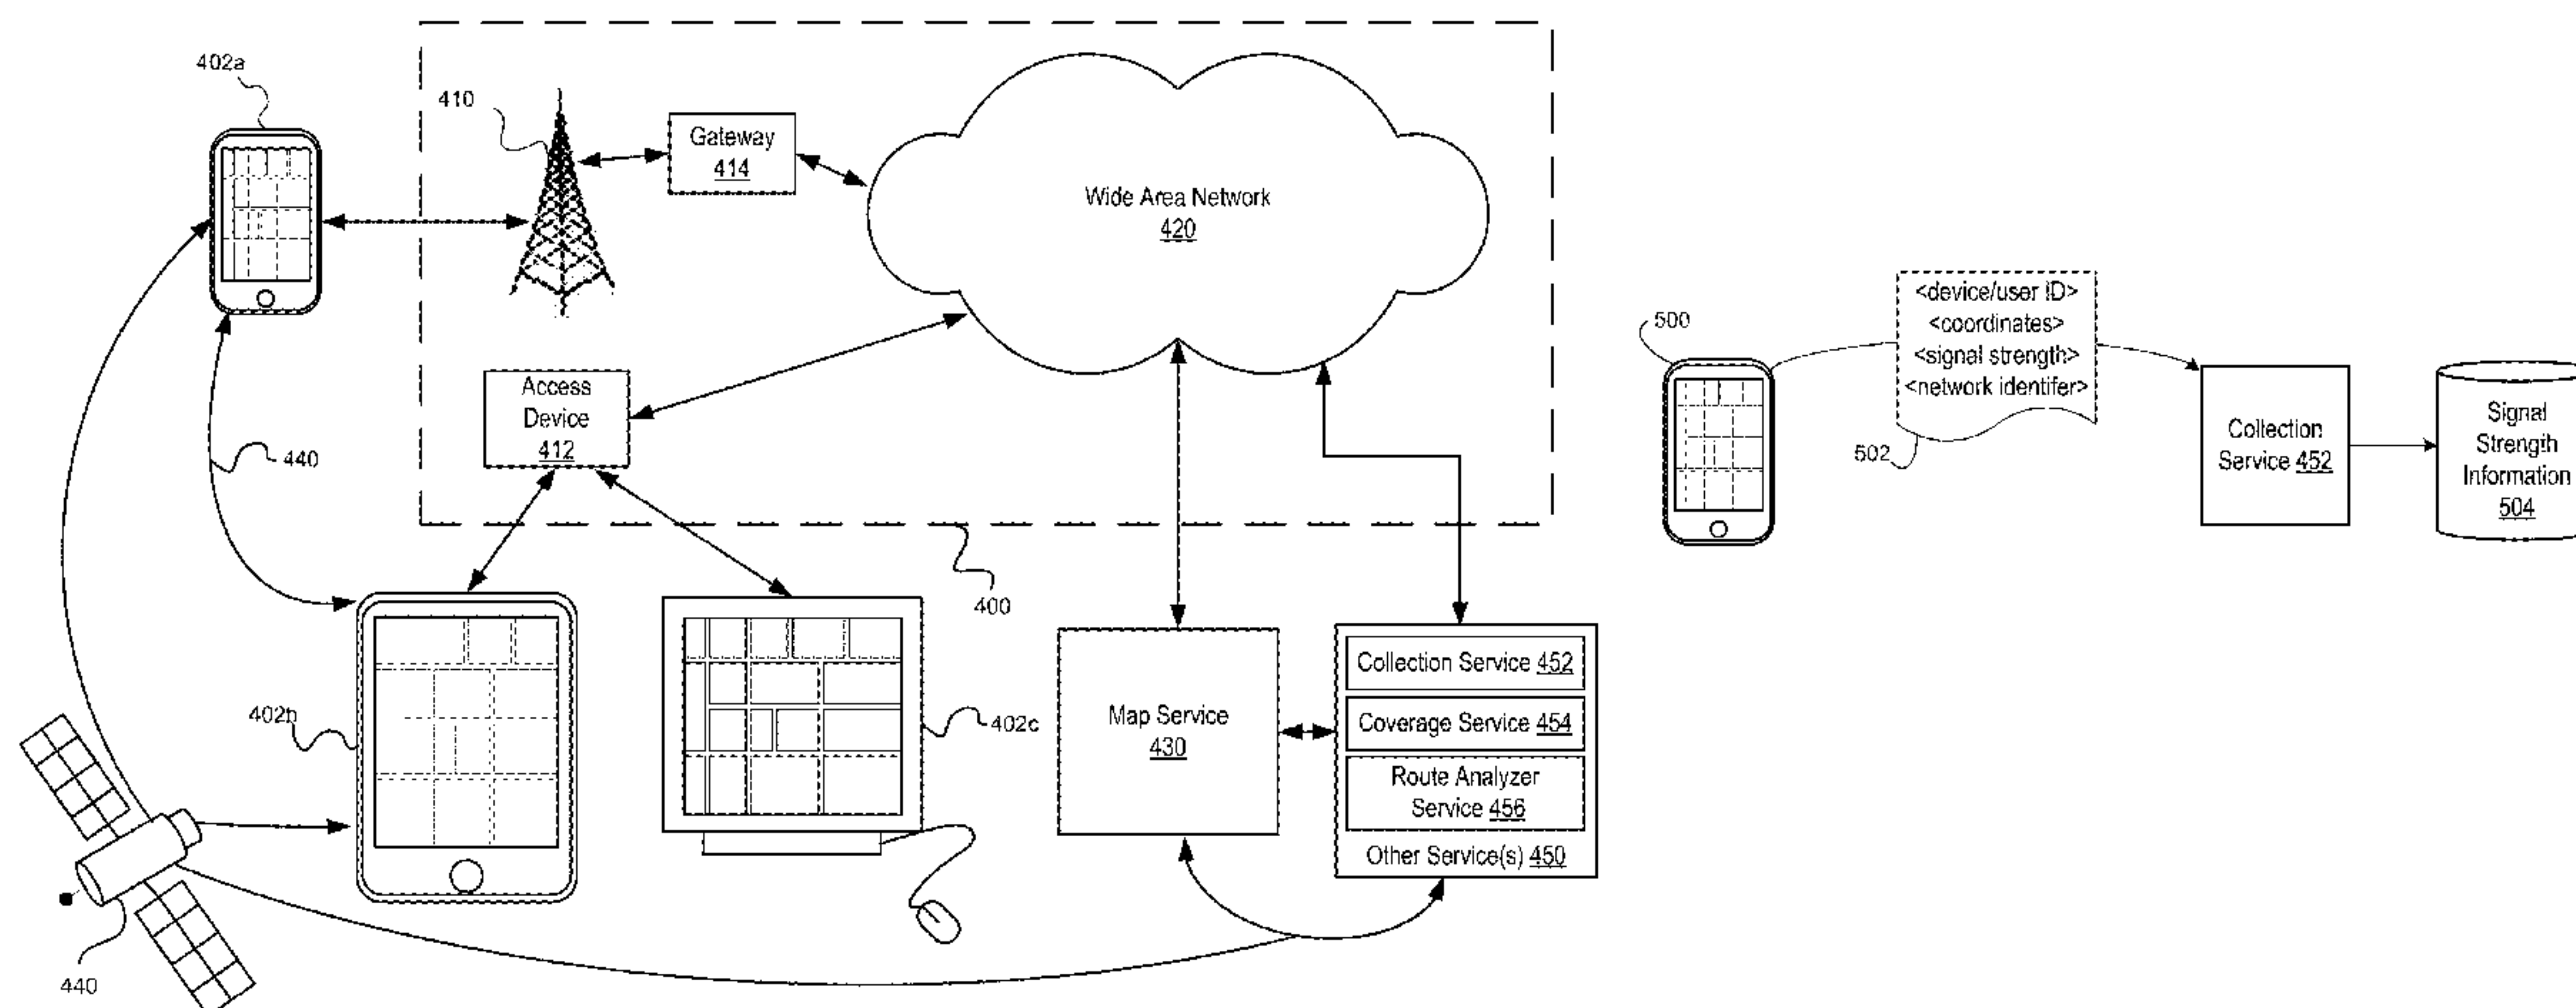 402a
410
Gateway
414
Wide Area Network
420
Access
Device
412
440
400
402b
402c
440
Map Service
430
Collection Service 452
Coverage Service 454
Route Analyzer
Service 456
Other Service(s) 450
500
<device/user ID>
<coordinates>
<signal strength>
<network identifer>
502
Collection
Service 452
Signal
Strength
Information
504